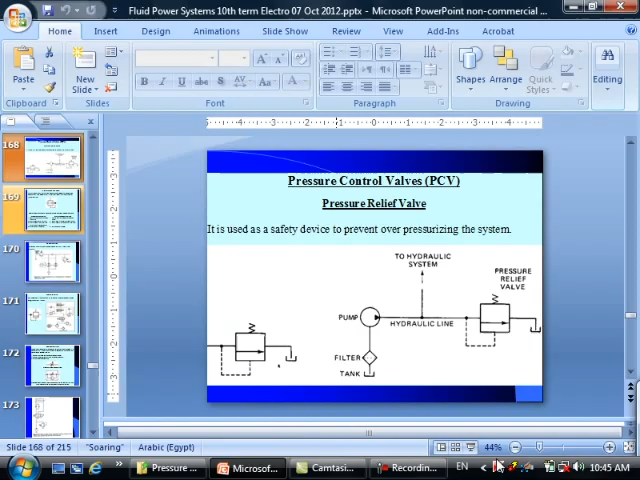 Fluid Power Systems 10th term Electro 07 Oct 2012.pptx - Microsoft PowerPoint non-commercial ...
Home Insert Design Animations Slide Show Review View Add-Ins Acrobat
Paste
New
Slide
Shapes Arrange Quick
Styles
Editing
Clipboard Slides Font Paragraph Drawing
168
169
170
171
172
173
Pressure Control Valves (PCV)
Pressure Relief Valve
It is used as a safety device to prevent over pressurizing the system.
TO HYDRAULIC
SYSTEM
PRESSURE
RELIEF
VALVE
PUMP
HYDRAULIC LINE
FILTER
TANK
Slide 168 of 215 "Soaring" Arabic (Egypt) 44%
Pressure ... Microsof... Camtasi... Recordin... EN 10:45 AM